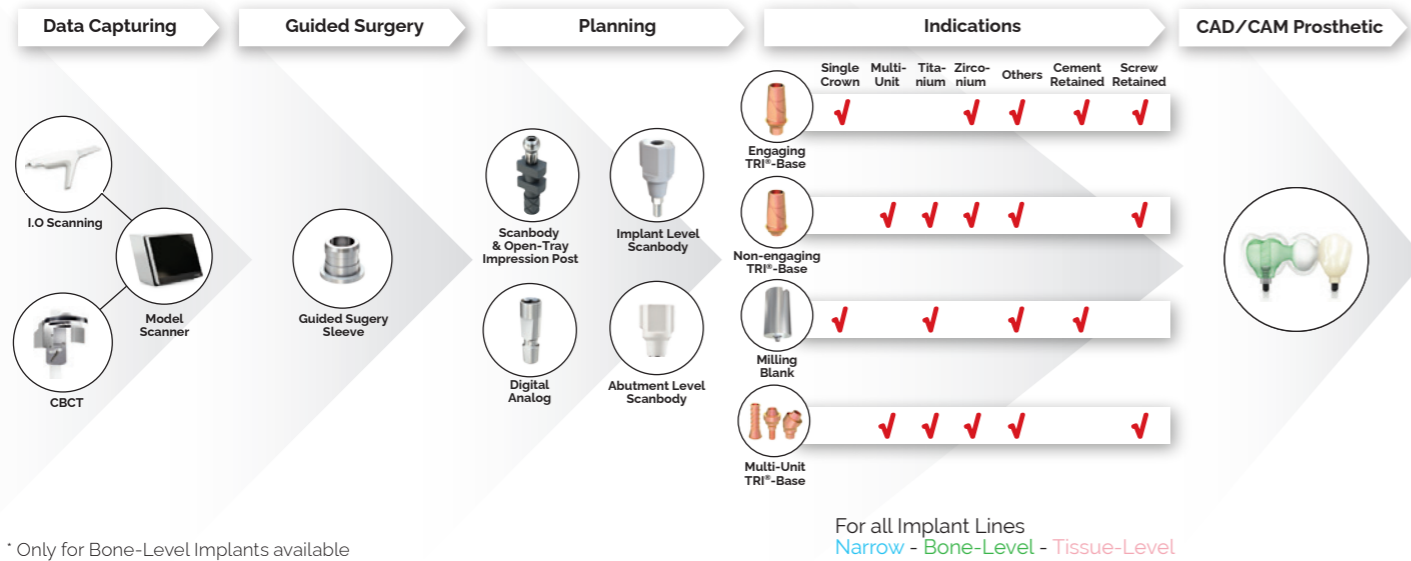 Data Capturing
Guided Surgery
Planning
Indications
CAD/CAM Prosthetic
Single
Crown
Multi-
Unit
Tita-
nium
Zirco-
nium
Others
Cement
Retained
Screw
Retained
I.O Scanning
Model
Scanner
CBCT
Guided Sugery
Sleeve
Scanbody
& Open-Tray
Impression Post
Implant Level
Scanbody
Digital
Analog
Abutment Level
Scanbody
Engaging
TRI®-Base
Non-engaging
TRI®-Base
Milling
Blank
Multi-Unit
TRI®-Base
* Only for Bone-Level Implants available
For all Implant Lines
Narrow - Bone-Level - Tissue-Level